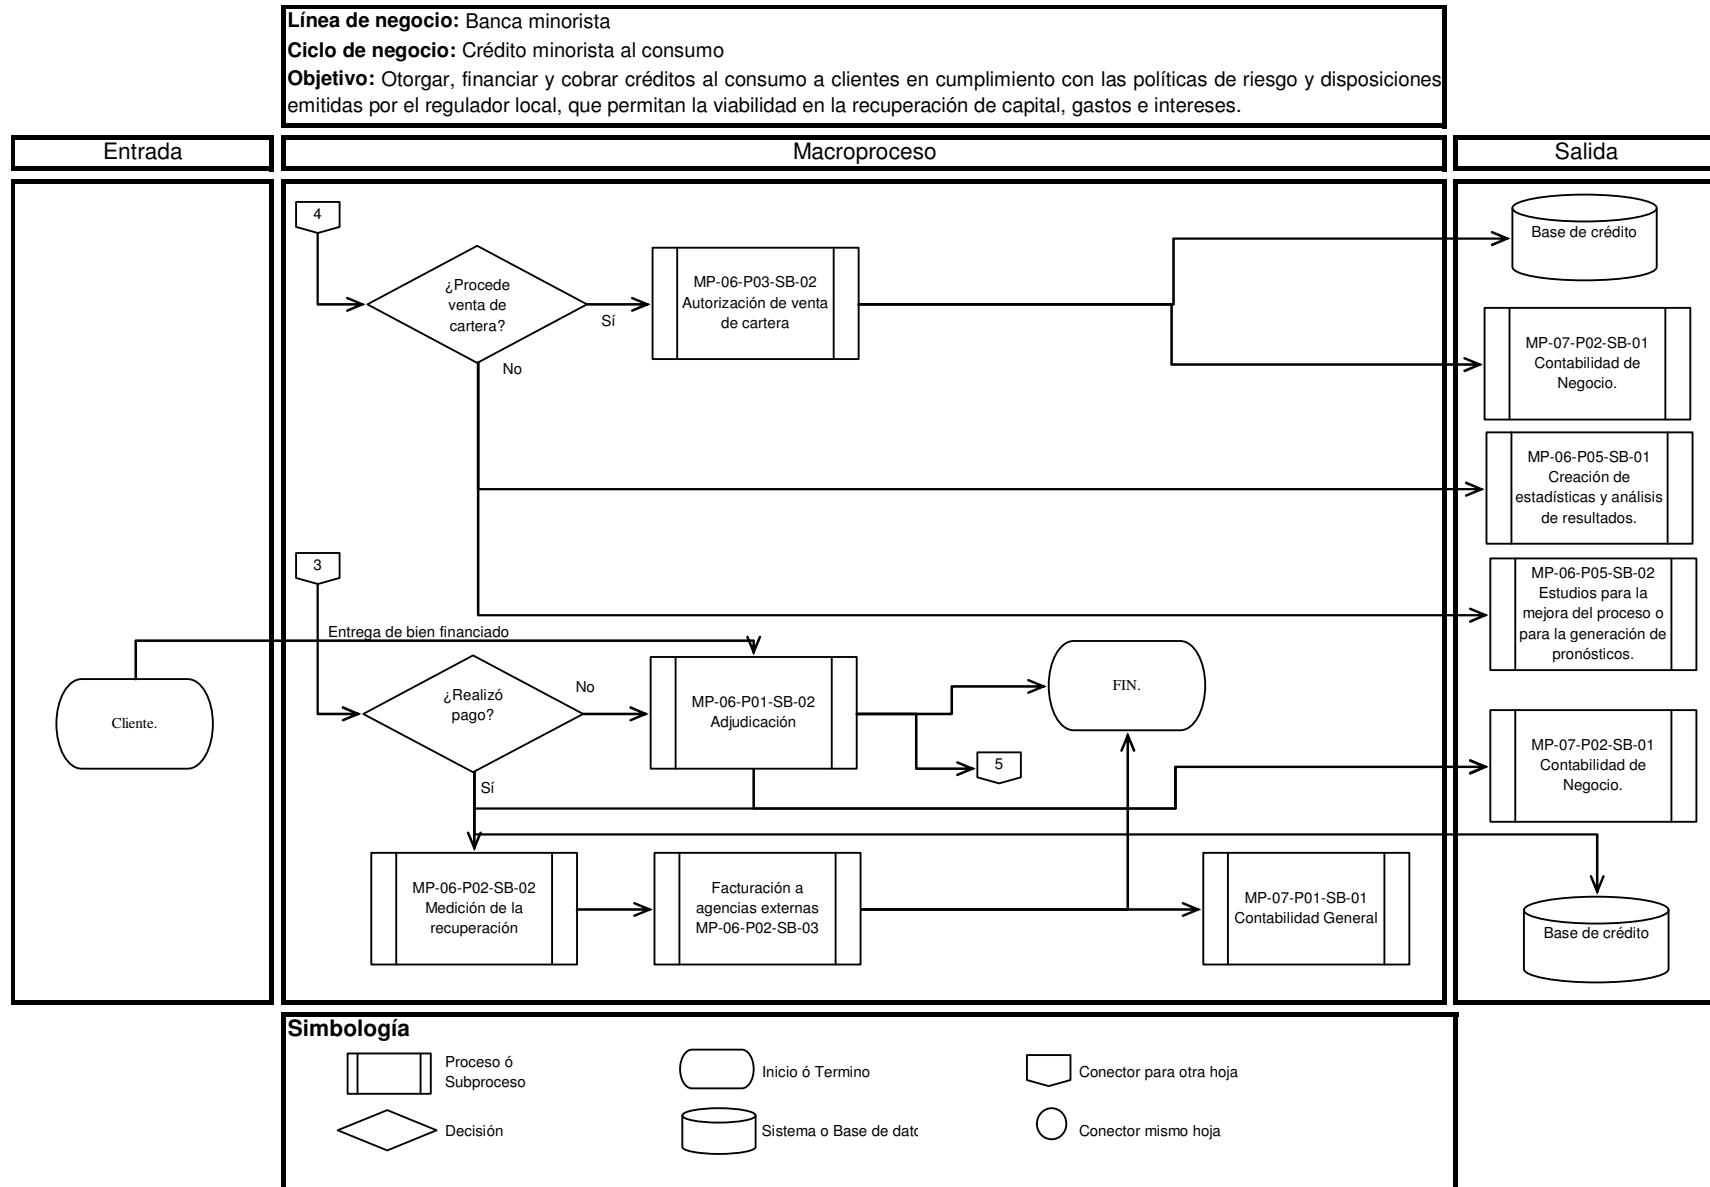 Línea de negocio: Banca minorista
Ciclo de negocio: Crédito minorista al consumo
Objetivo: Otorgar, financiar y cobrar créditos al consumo a clientes en cumplimiento con las políticas de riesgo y disposiciones
emitidas por el regulador local, que permitan la viabilidad en la recuperación de capital, gastos e intereses.
Entrada
Macroproceso
Salida
4
¿Procede
venta de
cartera?
Sí
No
MP-06-P03-SB-02
Autorización de venta
de cartera
Base de crédito
MP-07-P02-SB-01
Contabilidad de
Negocio.
MP-06-P05-SB-01
Creación de
estadísticas y análisis
de resultados.
MP-06-P05-SB-02
Estudios para la
mejora del proceso o
para la generación de
pronósticos.
3
Entrega de bien financiado
Cliente.
¿Realizó
pago?
No
Sí
MP-06-P01-SB-02
Adjudicación
FIN.
5
MP-07-P02-SB-01
Contabilidad de
Negocio.
MP-06-P02-SB-02
Medición de la
recuperación
Facturación a
agencias externas
MP-06-P02-SB-03
MP-07-P01-SB-01
Contabilidad General
Base de crédito
Simbología
Proceso ó
Subproceso
Inicio ó Termino
Conector para otra hoja
Decisión
Sistema o Base de datc
Conector mismo hoja